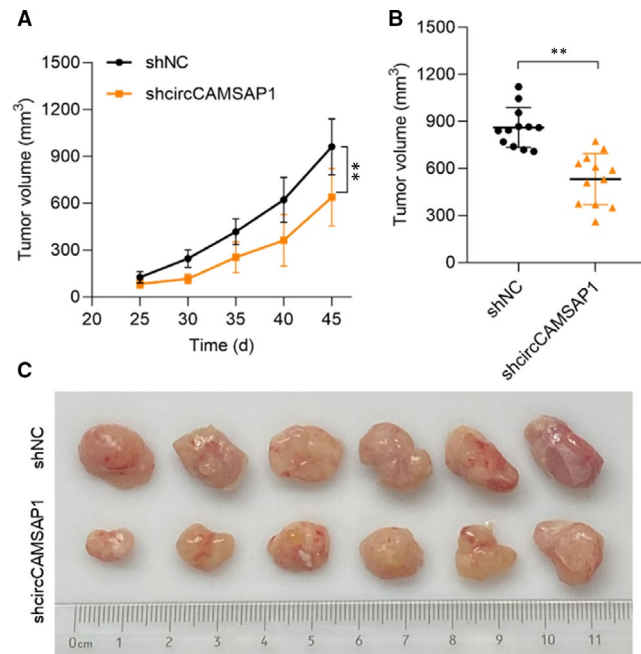 A
shNC
shcircCAMSAP1
Tumor volume (mm³)
1500
1200
900
600
300
0
**
20 25 30 35 40 45
Time (d)
B
**
Tumor volume (mm³)
1500
1200
900
600
300
0
shNC
shcircCAMSAP1
C
shNC
shcircCAMSAP1
0cm 1 2 3 4 5 6 7 8 9 10 11